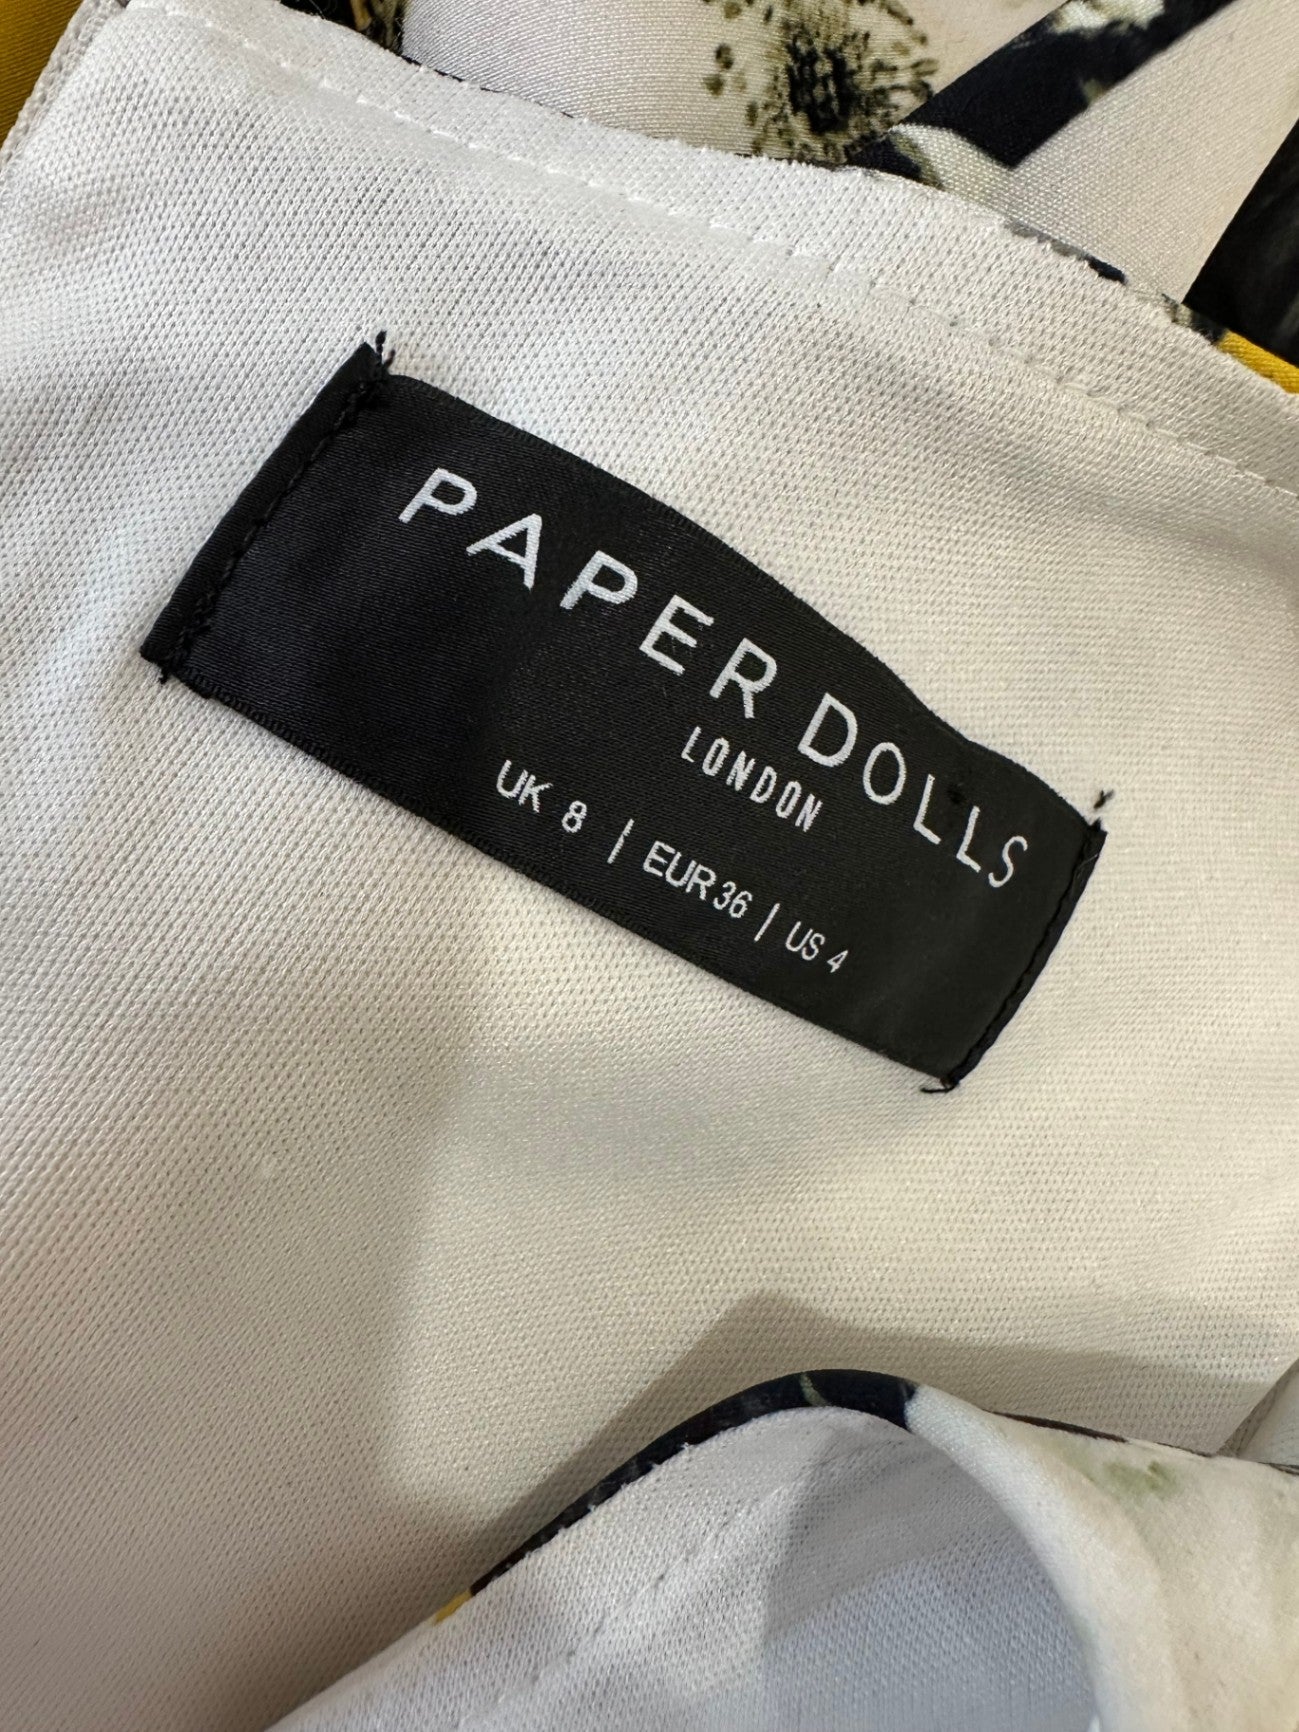 PAPER DOLLS
LONDON
UK 8 | EUR 36 | US 4